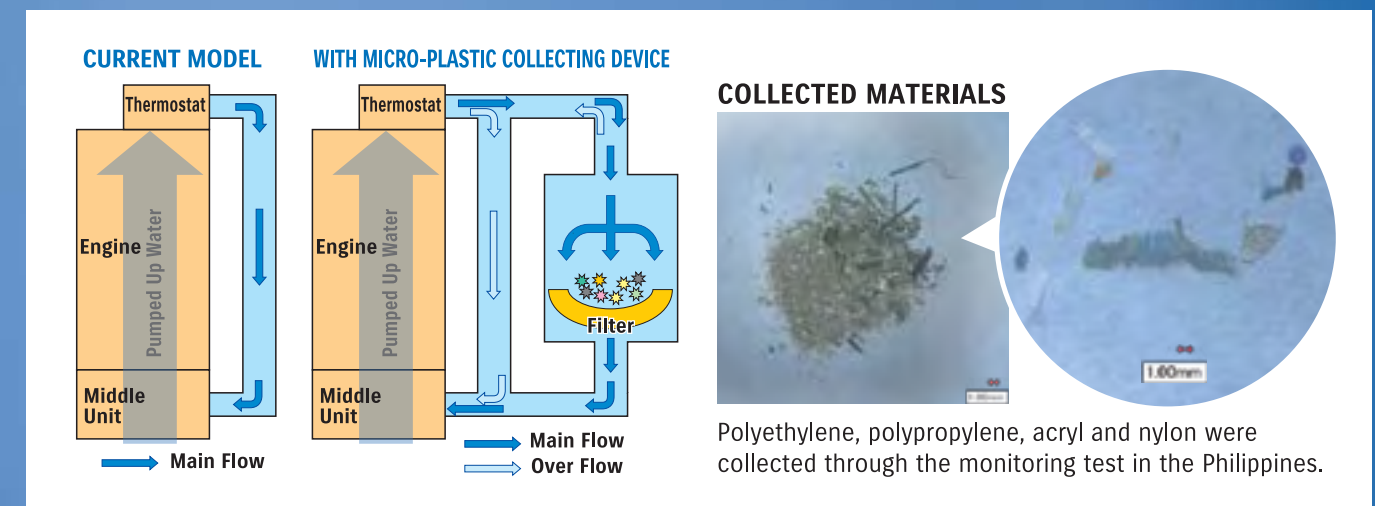 CURRENT MODEL
Thermostat
Engine
Pumped Up Water
Middle
Unit
Main Flow
WITH MICRO-PLASTIC COLLECTING DEVICE
Thermostat
Engine
Pumped Up Water
Filter
Middle
Unit
Main Flow
Over Flow
COLLECTED MATERIALS
1.00mm
Polyethylene, polypropylene, acryl and nylon were
collected through the monitoring test in the Philippines.